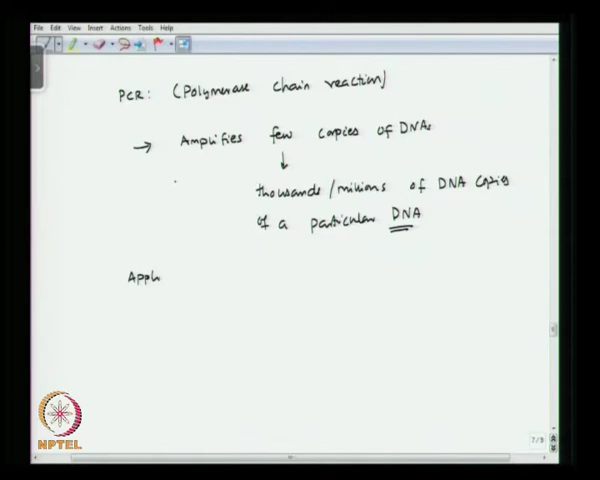 File Edit View Insert Actions Tools Help
PCR: (Polymerase chain reaction)
→ Amplifies few copies of DNAs
↓
thousands/millions of DNA copies
of a particular DNA
Appli
NPTEL
7/9